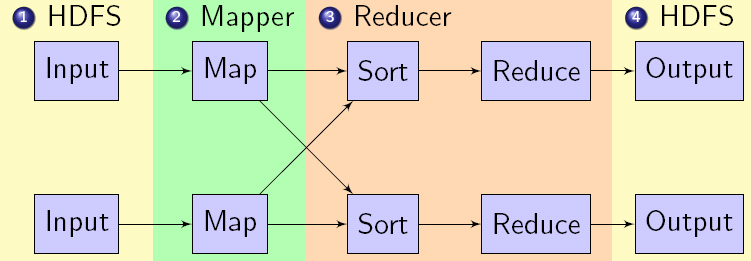 1 HDFS 2 Mapper 3 Reducer 4 HDFS
Input Map Sort Reduce Output
Input Map Sort Reduce Output